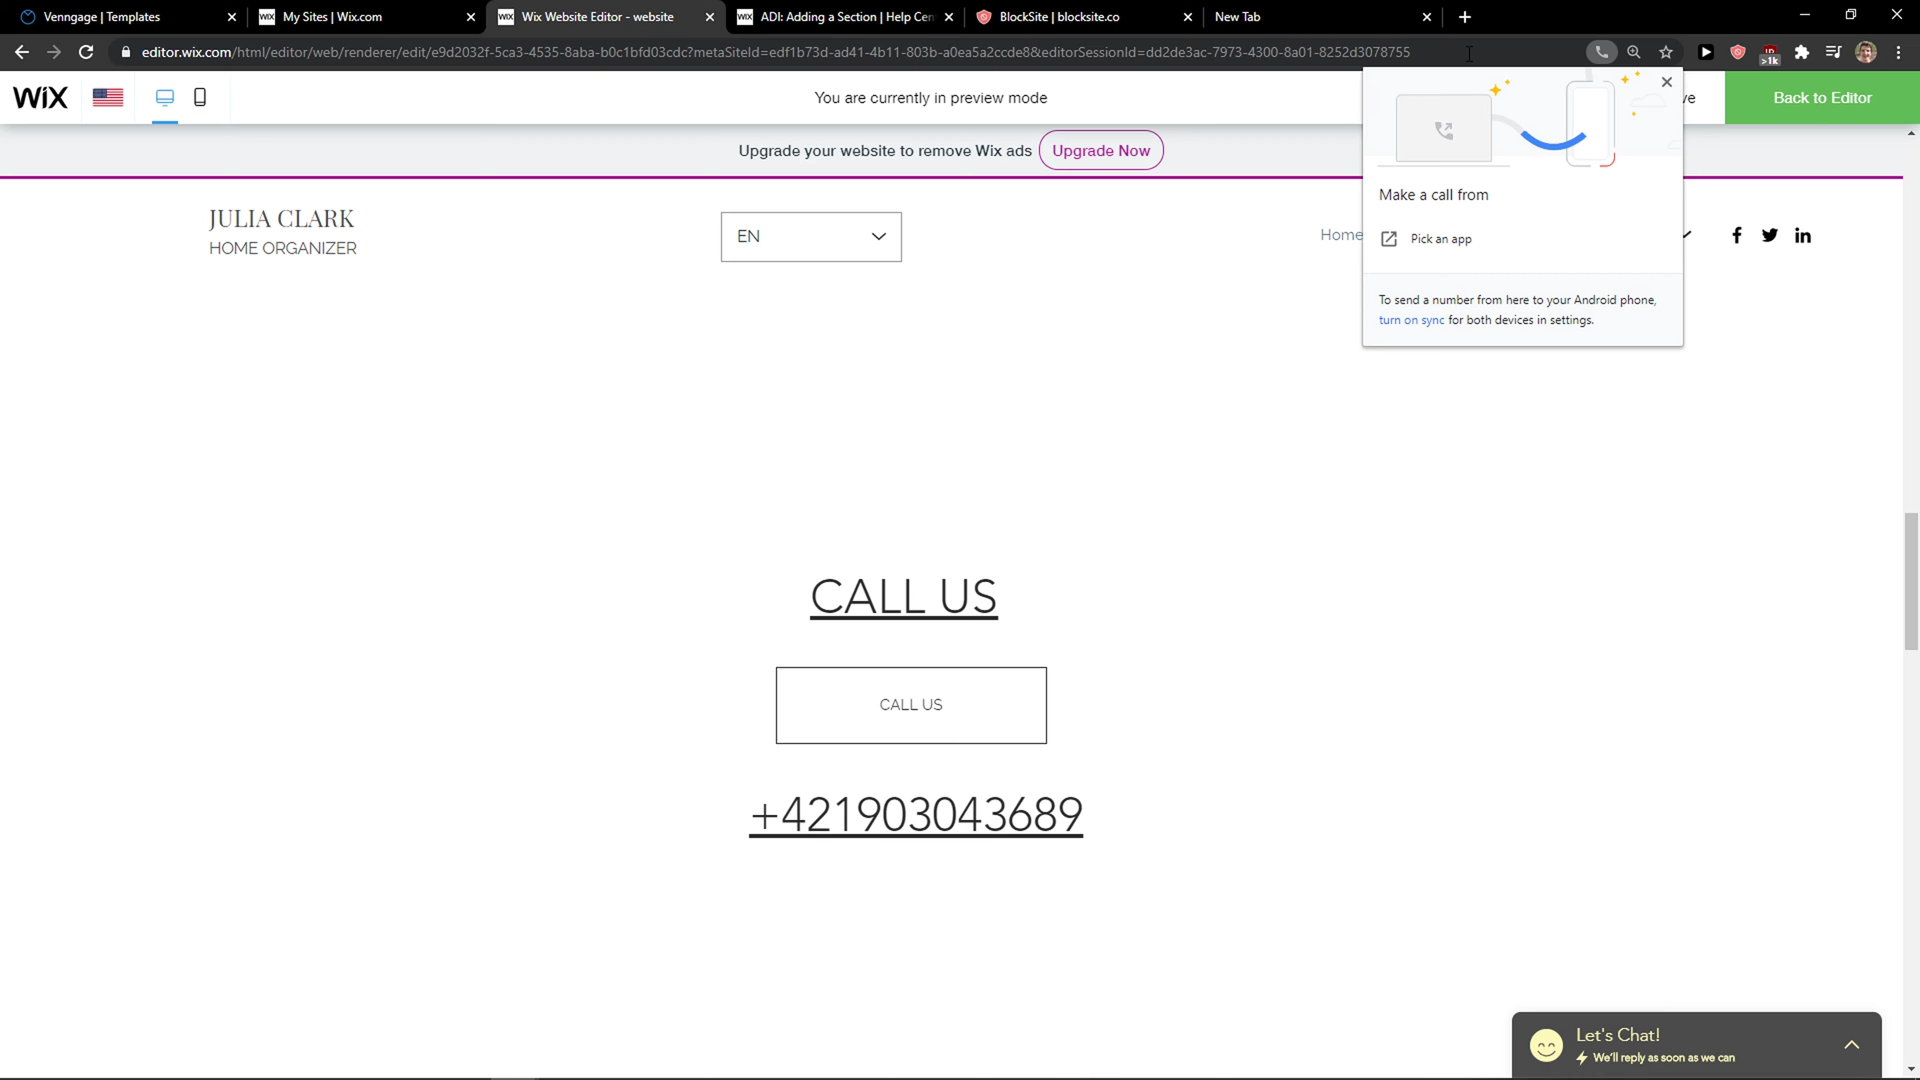 Venngage | Templates
My Sites | Wix.com
Wix Website Editor - website
ADI: Adding a Section | Help Cen
BlockSite | blocksite.co
New Tab
editor.wix.com/html/editor/web/renderer/edit/e9d2032f-5ca3-4535-8aba-b0c1bfd03cdc?metaSiteId=edf1b73d-ad41-4b11-803b-a0ea5a2ccde8&editorSessionId=dd2de3ac-7973-4300-8a01-8252d3078755
>1k
WiX
You are currently in preview mode
ve
Back to Editor
Upgrade your website to remove Wix ads
Upgrade Now
Make a call from
Pick an app
To send a number from here to your Android phone,
turn on sync for both devices in settings.
JULIA CLARK
HOME ORGANIZER
EN
Home
CALL US
CALL US
+421903043689
Let's Chat!
We'll reply as soon as we can